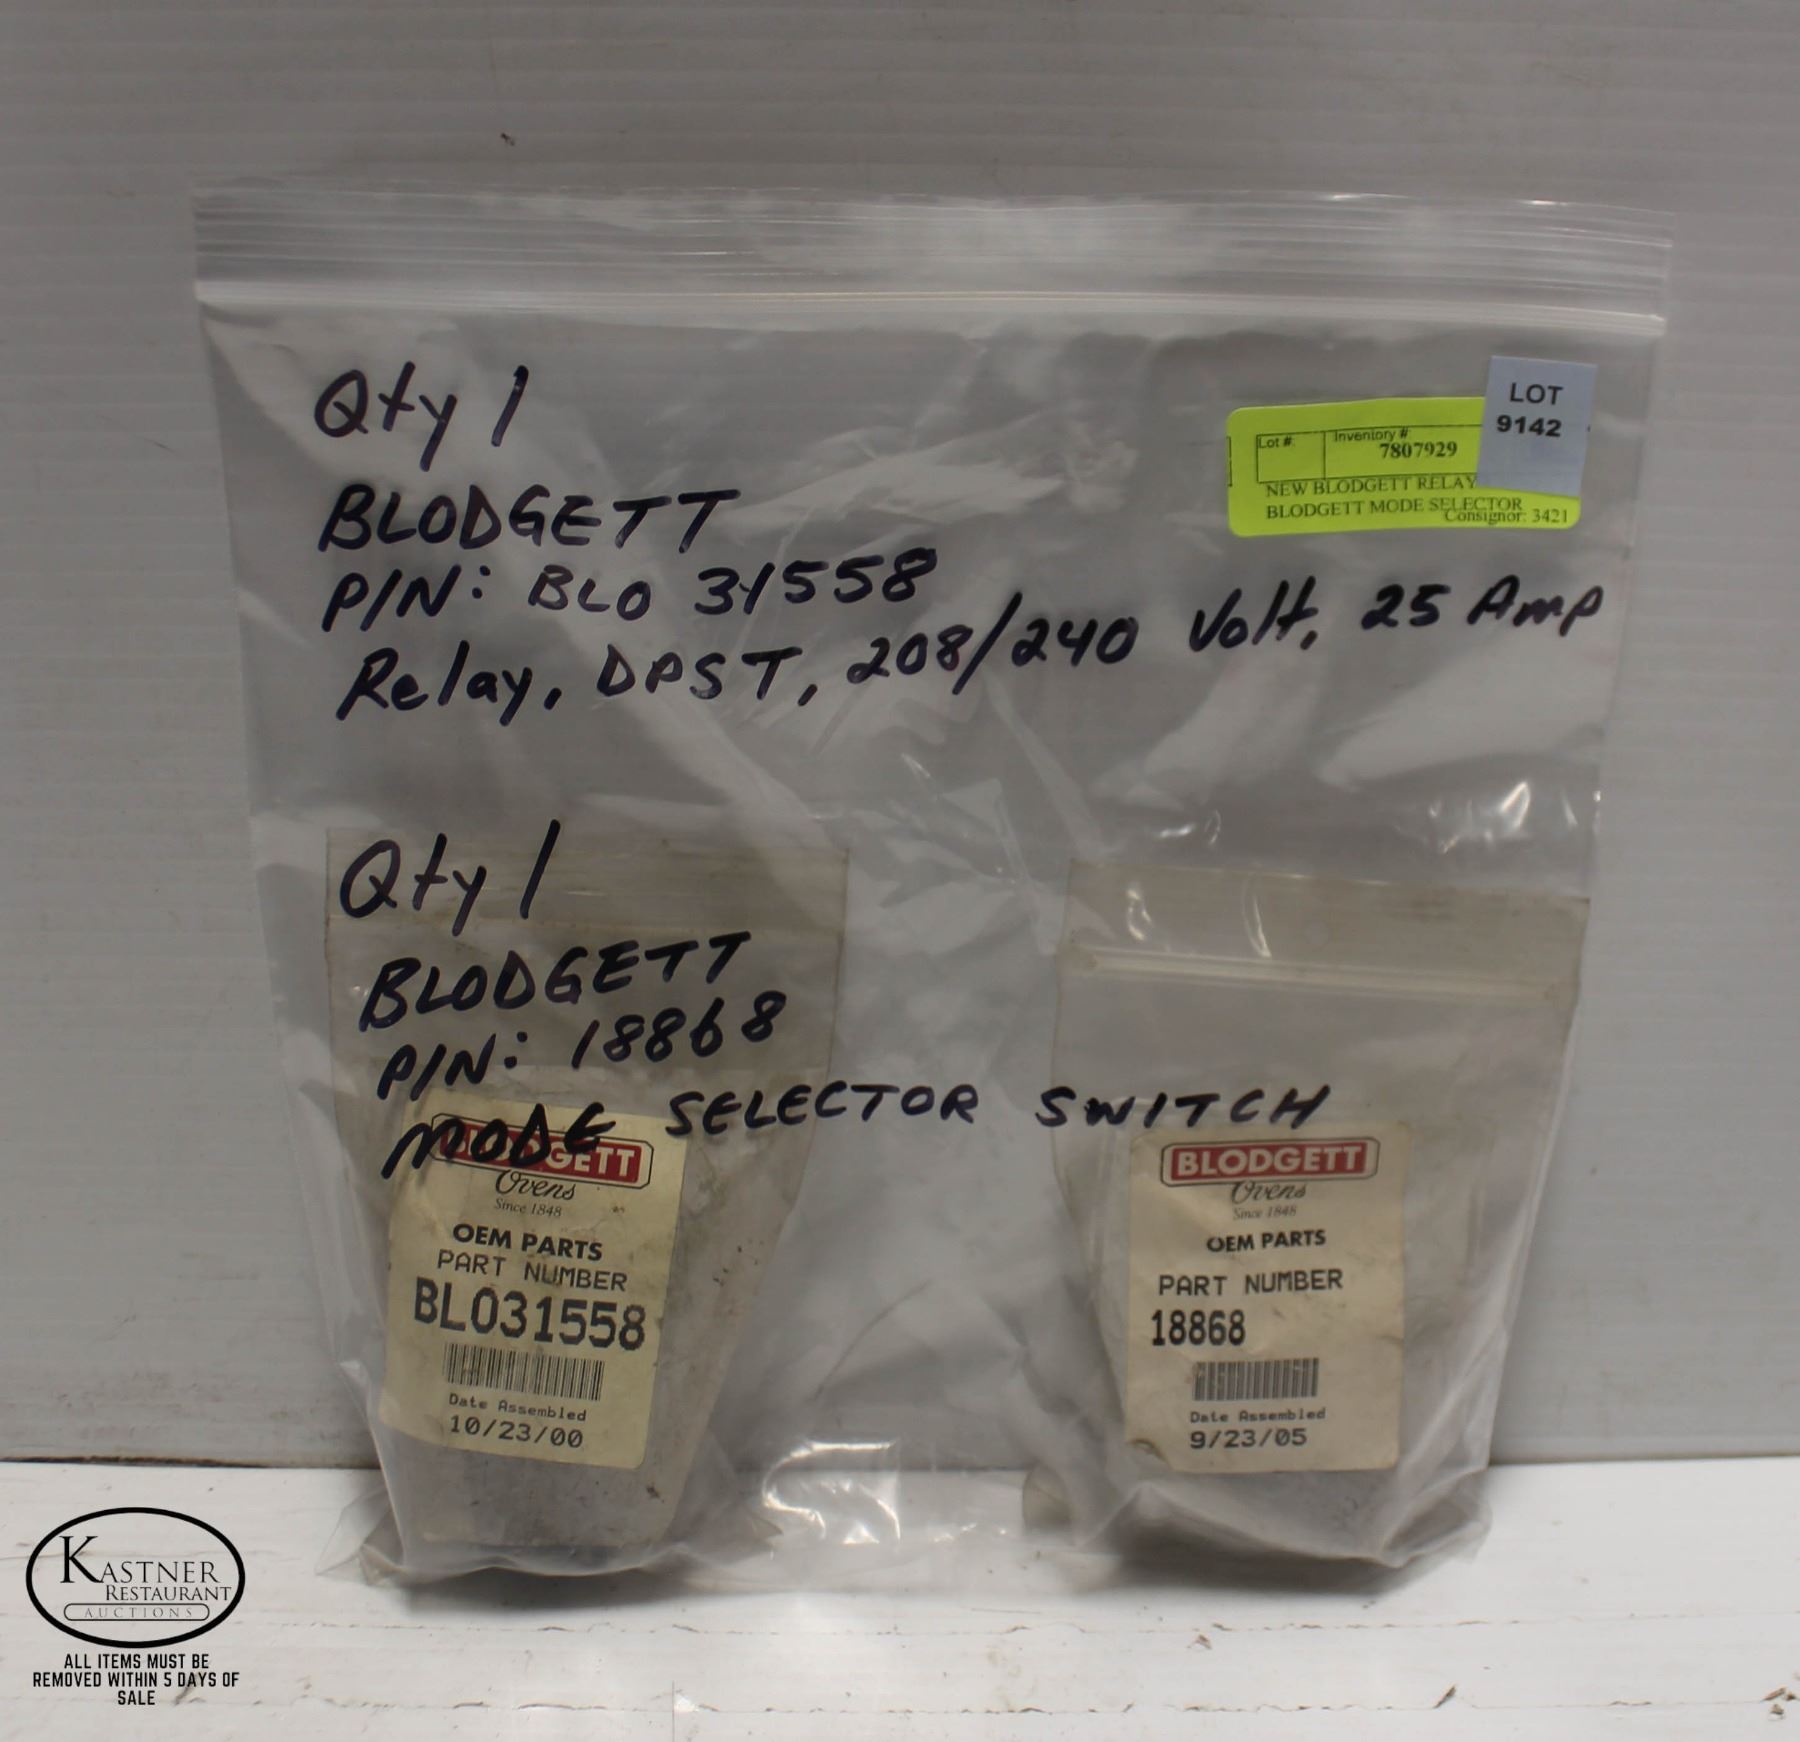 Qty 1
BLODGETT
P/N: BLO 31558
Relay, DPST, 208/240 Volt, 25 Amp
LOT
9142
Lot #
Inventory #
7807929
NEW BLODGETT RELAY
BLODGETT MODE SELECTOR
Consignor: 3421
Qty 1
BLODGETT
P/N: 18868
MODE SELECTOR SWITCH
BLODGETT
Ovens
Since 1848
OEM PARTS
PART NUMBER
BLO31558
Date Assembled
10/23/00
BLODGETT
Ovens
Since 1848
OEM PARTS
PART NUMBER
18868
Date Assembled
9/23/05
KASTNER
RESTAURANT
AUCTIONS
ALL ITEMS MUST BE
REMOVED WITHIN 5 DAYS OF
SALE